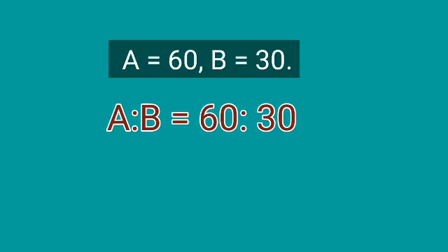 A = 60, B = 30.
A:B = 60: 30